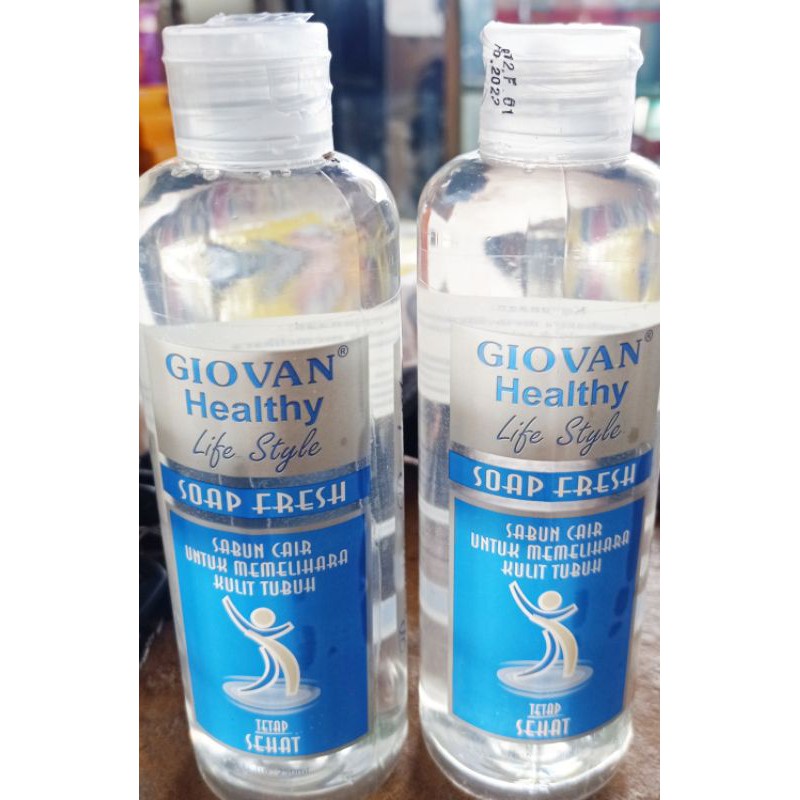 GIOVAN®
Healthy
Life Style
SOAP FRESH
SABUN CAIR
UNTUK MEMELIHARA
KULIT TUBUH
TETAP
SEHAT
GIOVAN®
Healthy
Life Style
SOAP FRESH
SABUN CAIR
UNTUK MEMELIHARA
KULIT TUBUH
TETAP
SEHAT